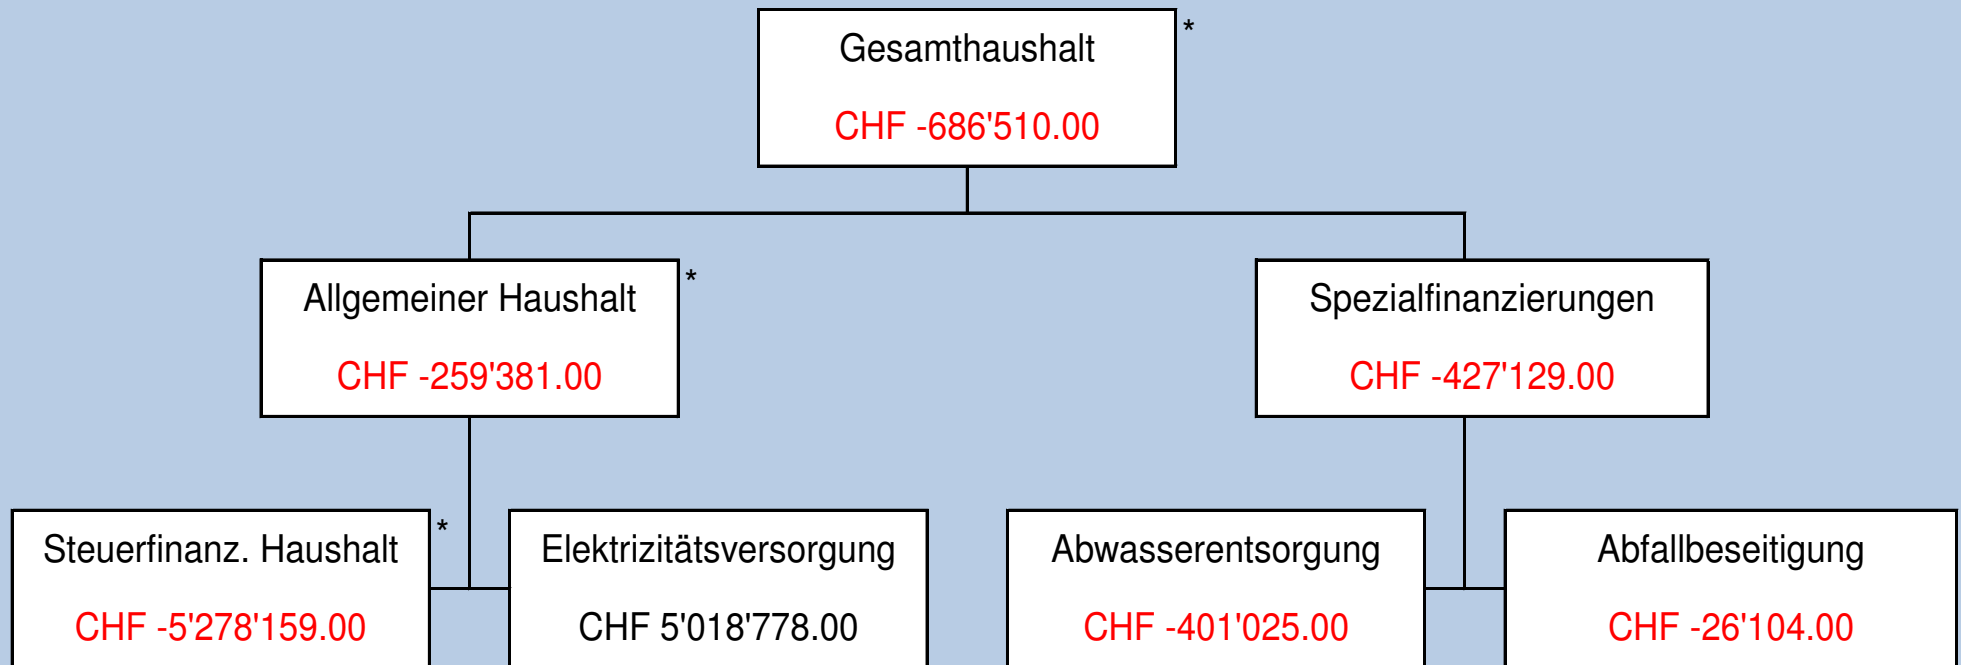 Gesamthaushalt *
CHF -686'510.00
Allgemeiner Haushalt *
CHF -259'381.00
Spezialfinanzierungen
CHF -427'129.00
Steuerfinanz. Haushalt *
CHF -5'278'159.00
Elektrizitätsversorgung
CHF 5'018'778.00
Abwasserentsorgung
CHF -401'025.00
Abfallbeseitigung
CHF -26'104.00